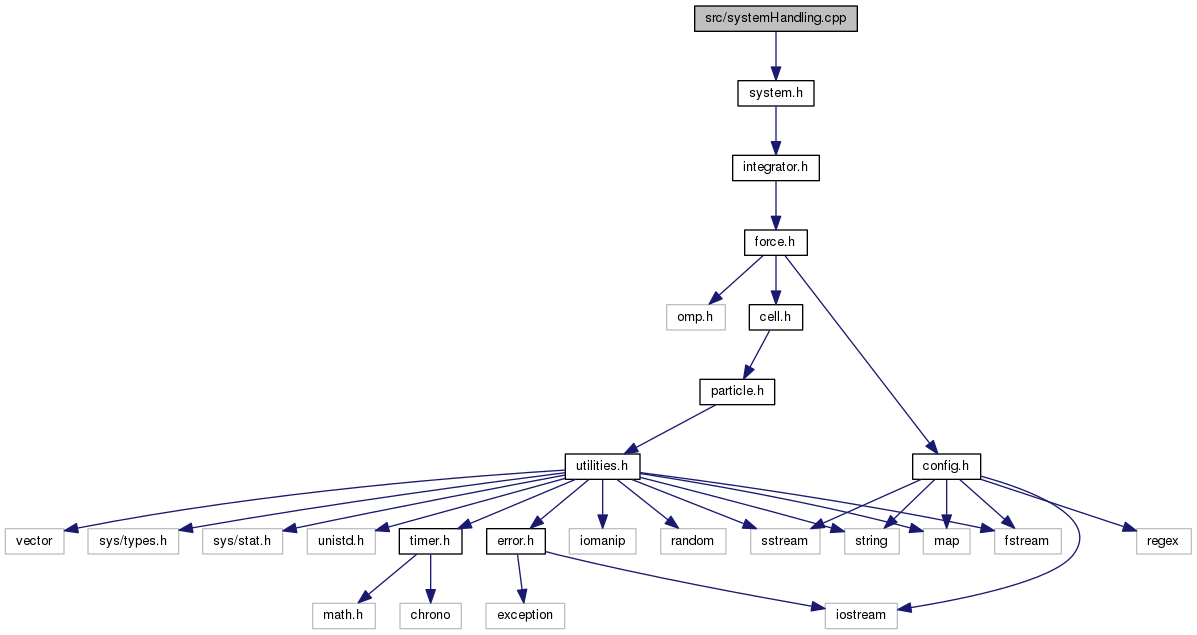 src/systemHandling.cpp
system.h
integrator.h
force.h
omp.h
cell.h
particle.h
utilities.h
config.h
vector
sys/types.h
sys/stat.h
unistd.h
timer.h
error.h
iomanip
random
sstream
string
map
fstream
regex
math.h
chrono
exception
iostream